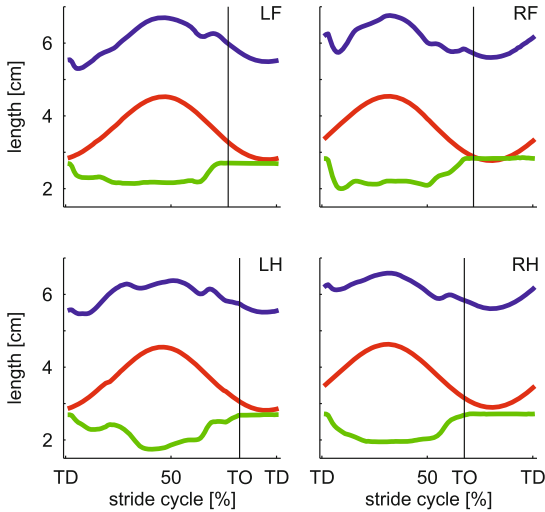 LF
RF
6
4
2
length [cm]
LH
RH
6
4
2
length [cm]
TD 50 TO TD
TD 50 TO TD
stride cycle [%]
stride cycle [%]